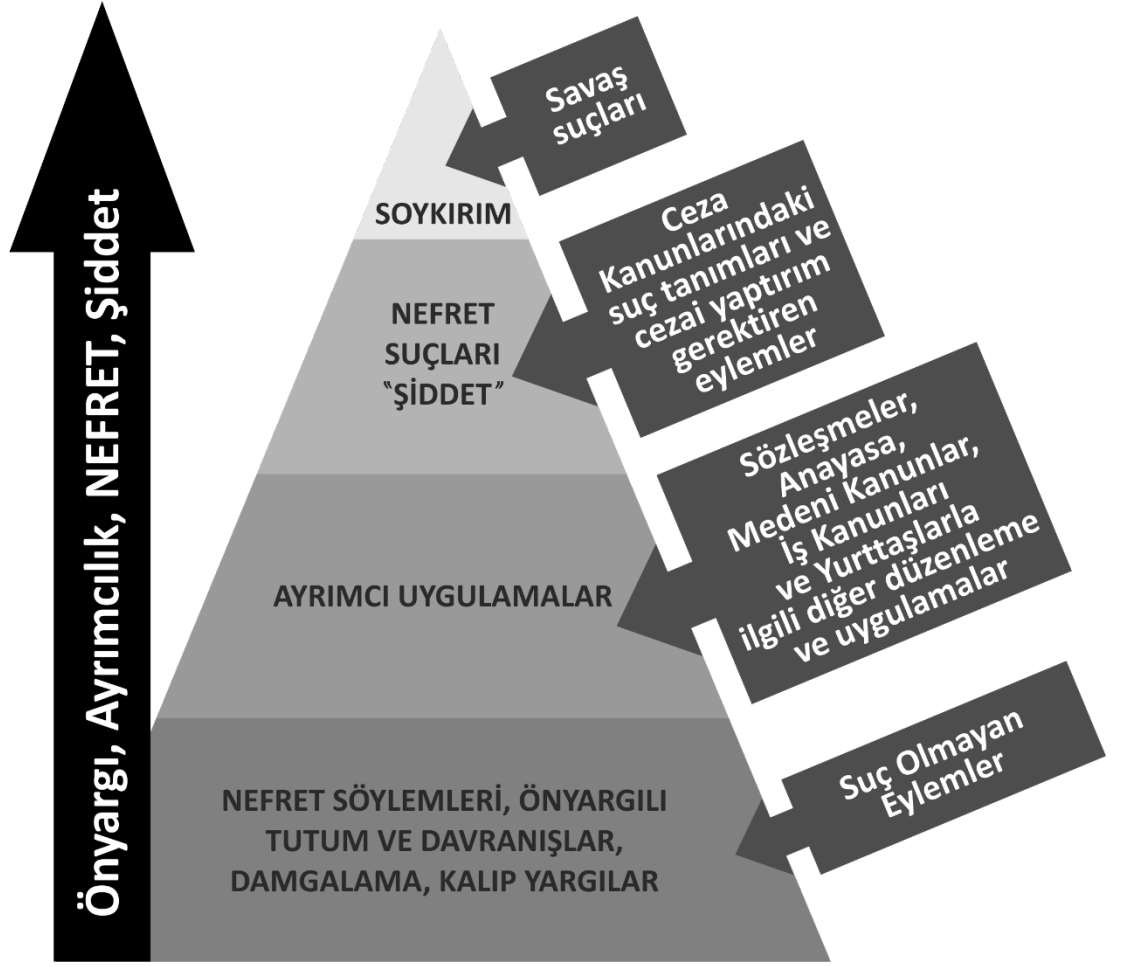 Önyargı, Ayrımcılık, NEFRET, Şiddet
SOYKIRIM
NEFRET
SUÇLARI
‟ŞİDDET”
AYRIMCI UYGULAMALAR
NEFRET SÖYLEMLERİ, ÖNYARGILI
TUTUM VE DAVRANIŞLAR,
DAMGALAMA, KALIP YARGILAR
Savaş
suçları
Ceza
Kanunlarındaki
suç tanımları ve
cezai yaptırım
gerektiren
eylemler
Sözleşmeler,
Anayasa,
Medeni Kanunlar,
İş Kanunları
ve Yurttaşlarla
ilgili diğer düzenleme
ve uygulamalar
Suç Olmayan
Eylemler